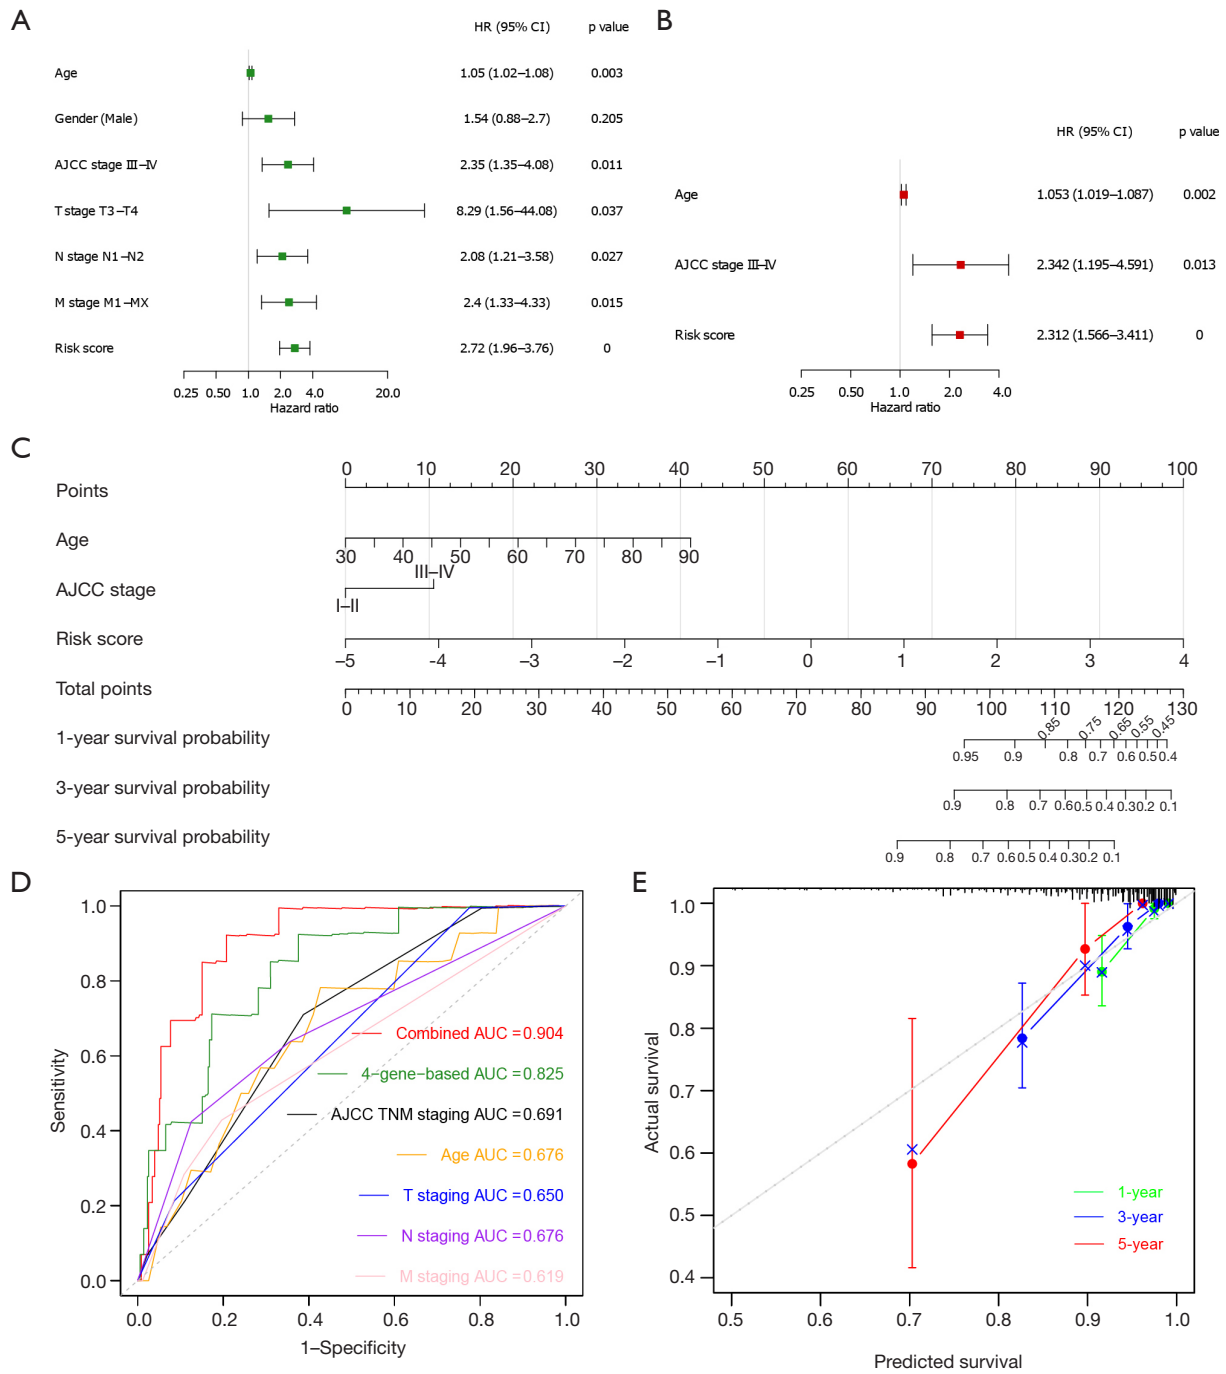 A
HR (95% CI) p value
Age 1.05 (1.02–1.08) 0.003
Gender (Male) 1.54 (0.88–2.7) 0.205
AJCC stage III–IV 2.35 (1.35–4.08) 0.011
T stage T3–T4 8.29 (1.56–44.08) 0.037
N stage N1–N2 2.08 (1.21–3.58) 0.027
M stage M1–MX 2.4 (1.33–4.33) 0.015
Risk score 2.72 (1.96–3.76) 0
0.25 0.50 1.0 2.0 4.0 20.0
Hazard ratio
B
HR (95% CI) p value
Age 1.053 (1.019–1.087) 0.002
AJCC stage III–IV 2.342 (1.195–4.591) 0.013
Risk score 2.312 (1.566–3.411) 0
0.25 0.50 1.0 2.0 4.0
Hazard ratio
C
0 10 20 30 40 50 60 70 80 90 100
Points
Age
30 40 50 60 70 80 90
III–IV
AJCC stage
I–II
Risk score
–5 –4 –3 –2 –1 0 1 2 3 4
Total points
0 10 20 30 40 50 60 70 80 90 100 110 120 130
1-year survival probability
0.85 0.75 0.65 0.55 0.45
0.95 0.9 0.8 0.7 0.6 0.5 0.4
3-year survival probability
0.9 0.8 0.7 0.6 0.5 0.4 0.3 0.2 0.1
5-year survival probability
0.9 0.8 0.7 0.6 0.5 0.4 0.3 0.2 0.1
D
1.0
0.8
0.6
0.4
0.2
0.0
Sensitivity
Combined AUC = 0.904
4–gene–based AUC = 0.825
AJCC TNM staging AUC = 0.691
Age AUC = 0.676
T staging AUC = 0.650
N staging AUC = 0.676
M staging AUC = 0.619
0.0 0.2 0.4 0.6 0.8 1.0
1–Specificity
E
1.0
0.9
0.8
0.7
0.6
0.5
0.4
Actual survival
1-year
3-year
5-year
0.5 0.6 0.7 0.8 0.9 1.0
Predicted survival